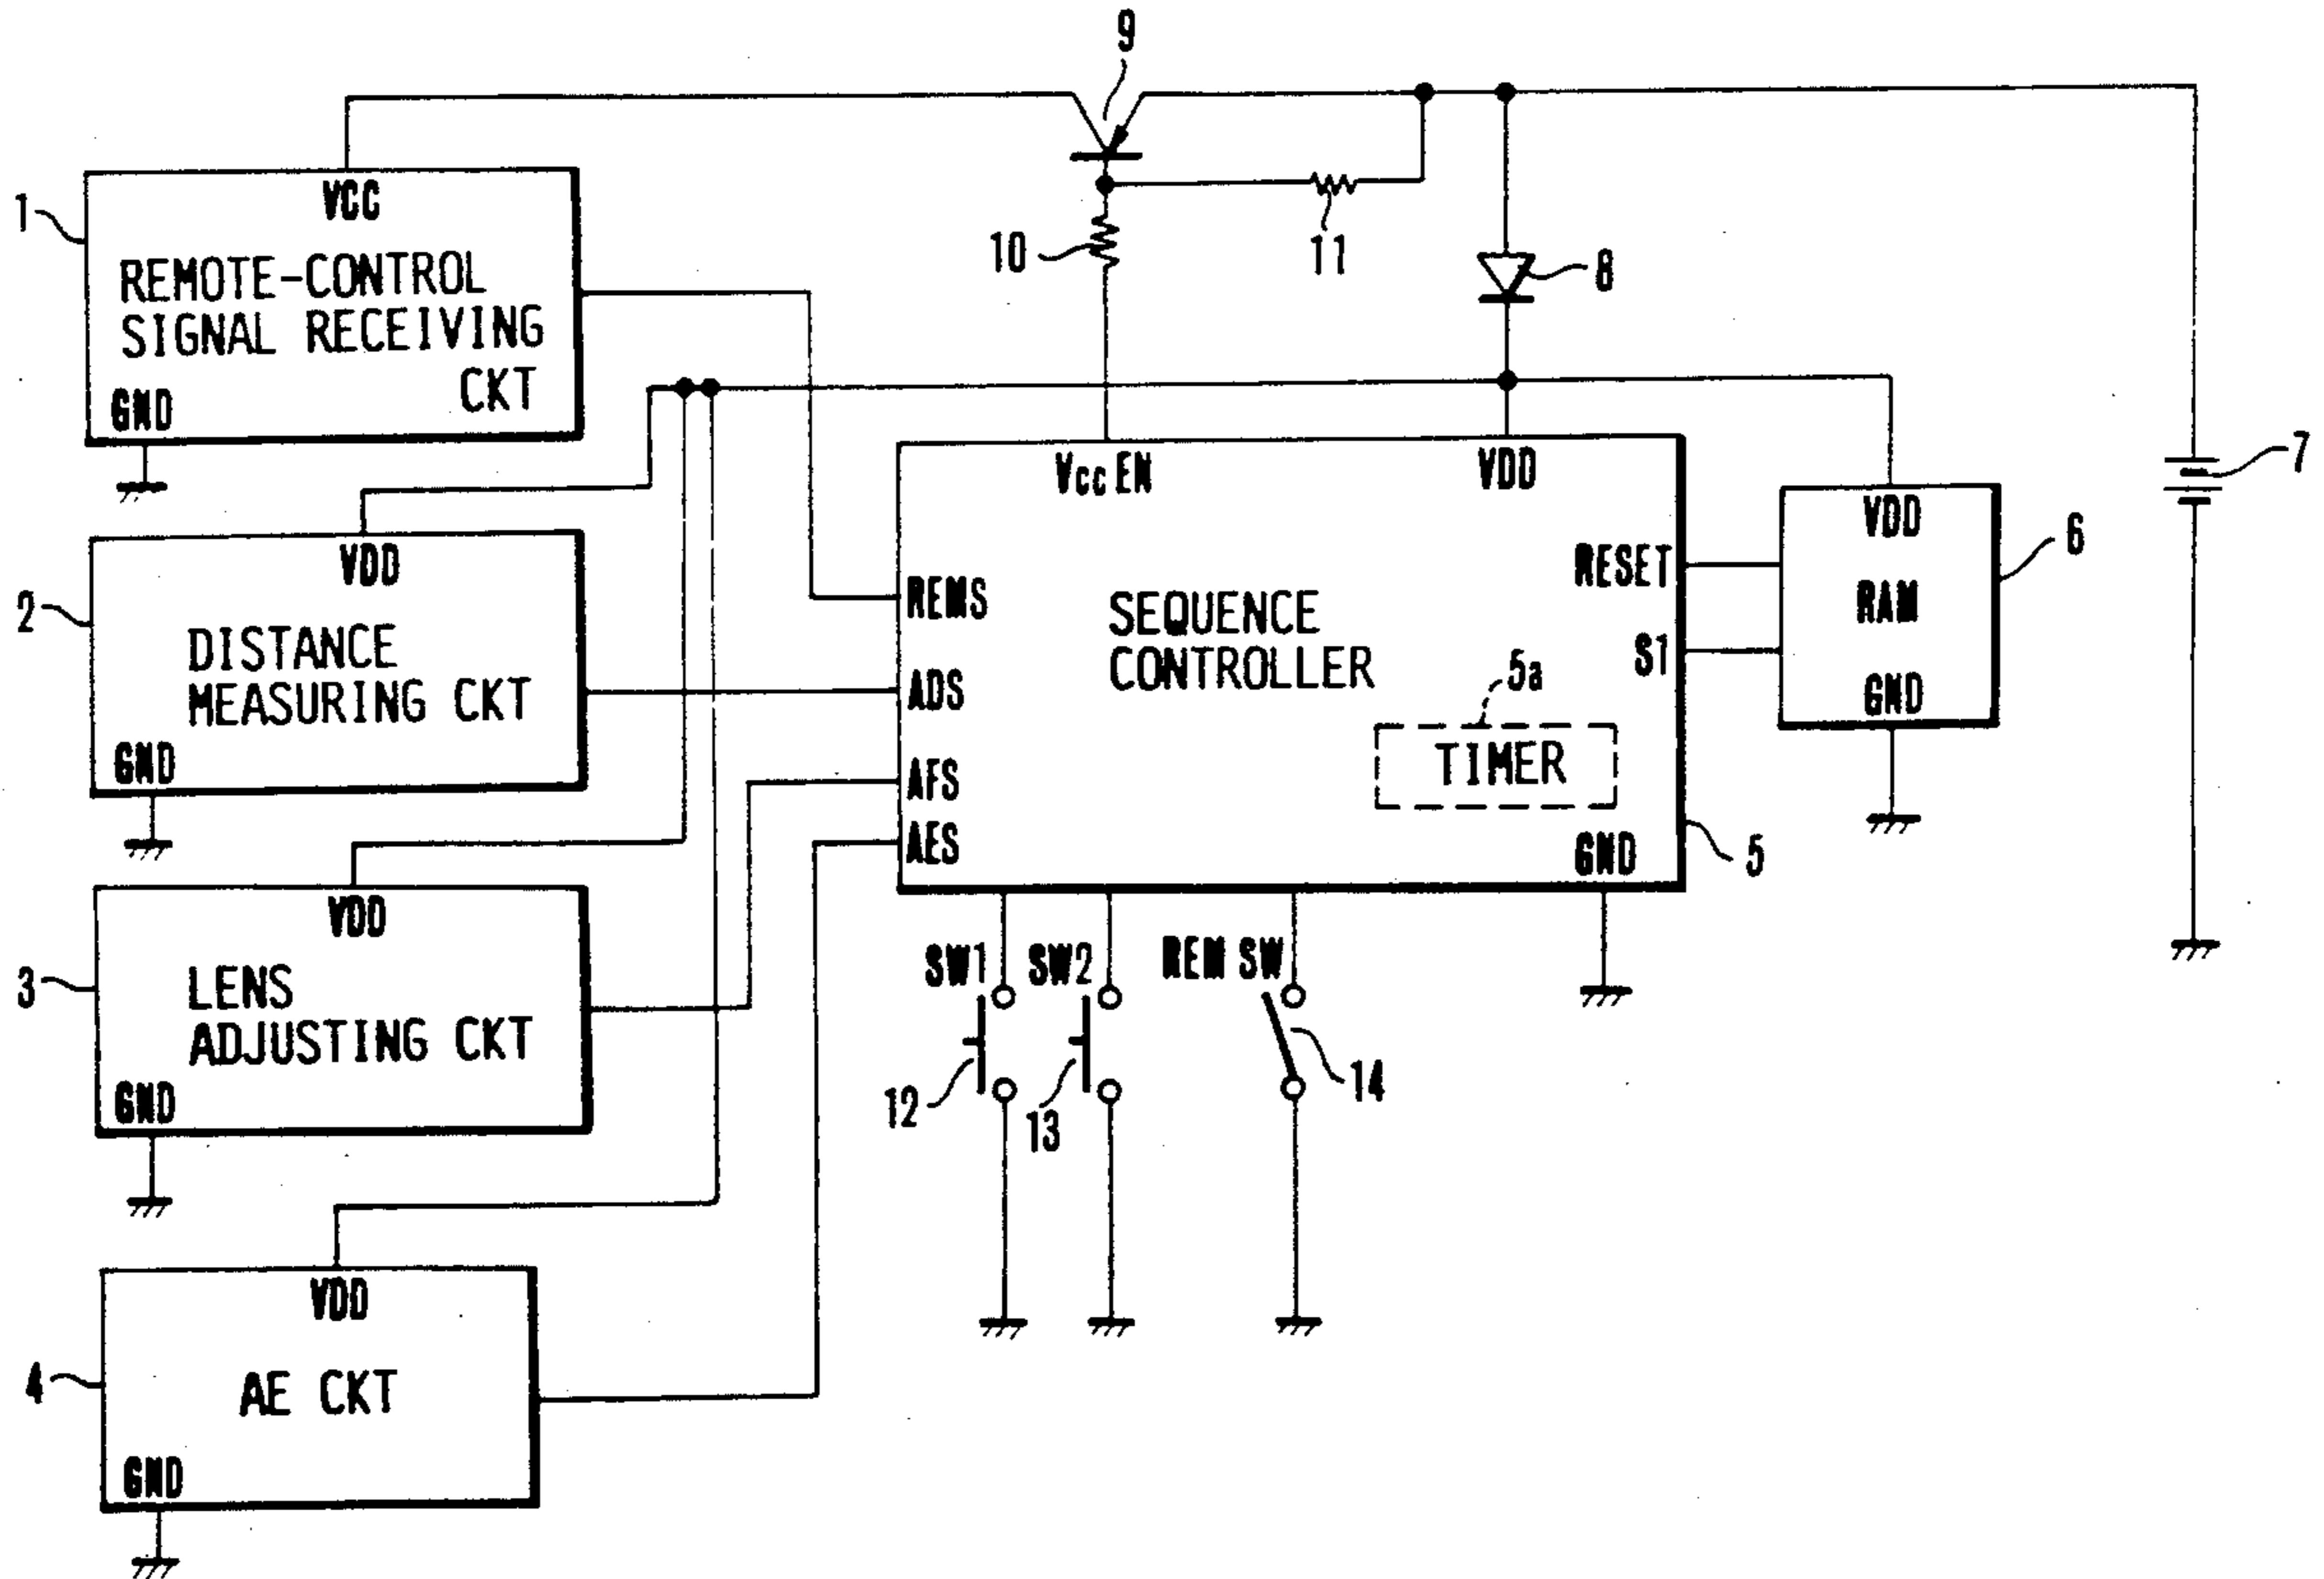 9
1
VCC
REMOTE-CONTROL
SIGNAL RECEIVING
CKT
GND
10
11
8
7
2
VDD
DISTANCE
MEASURING CKT
GND
3
VDD
LENS
ADJUSTING CKT
GND
4
VDD
AE CKT
GND
Vcc EN
VDD
REMS
ADS
AFS
AES
SEQUENCE
CONTROLLER
5a
TIMER
RESET
S1
GND
5
VDD
RAM
GND
6
SW1
SW2
REM SW
12
13
14